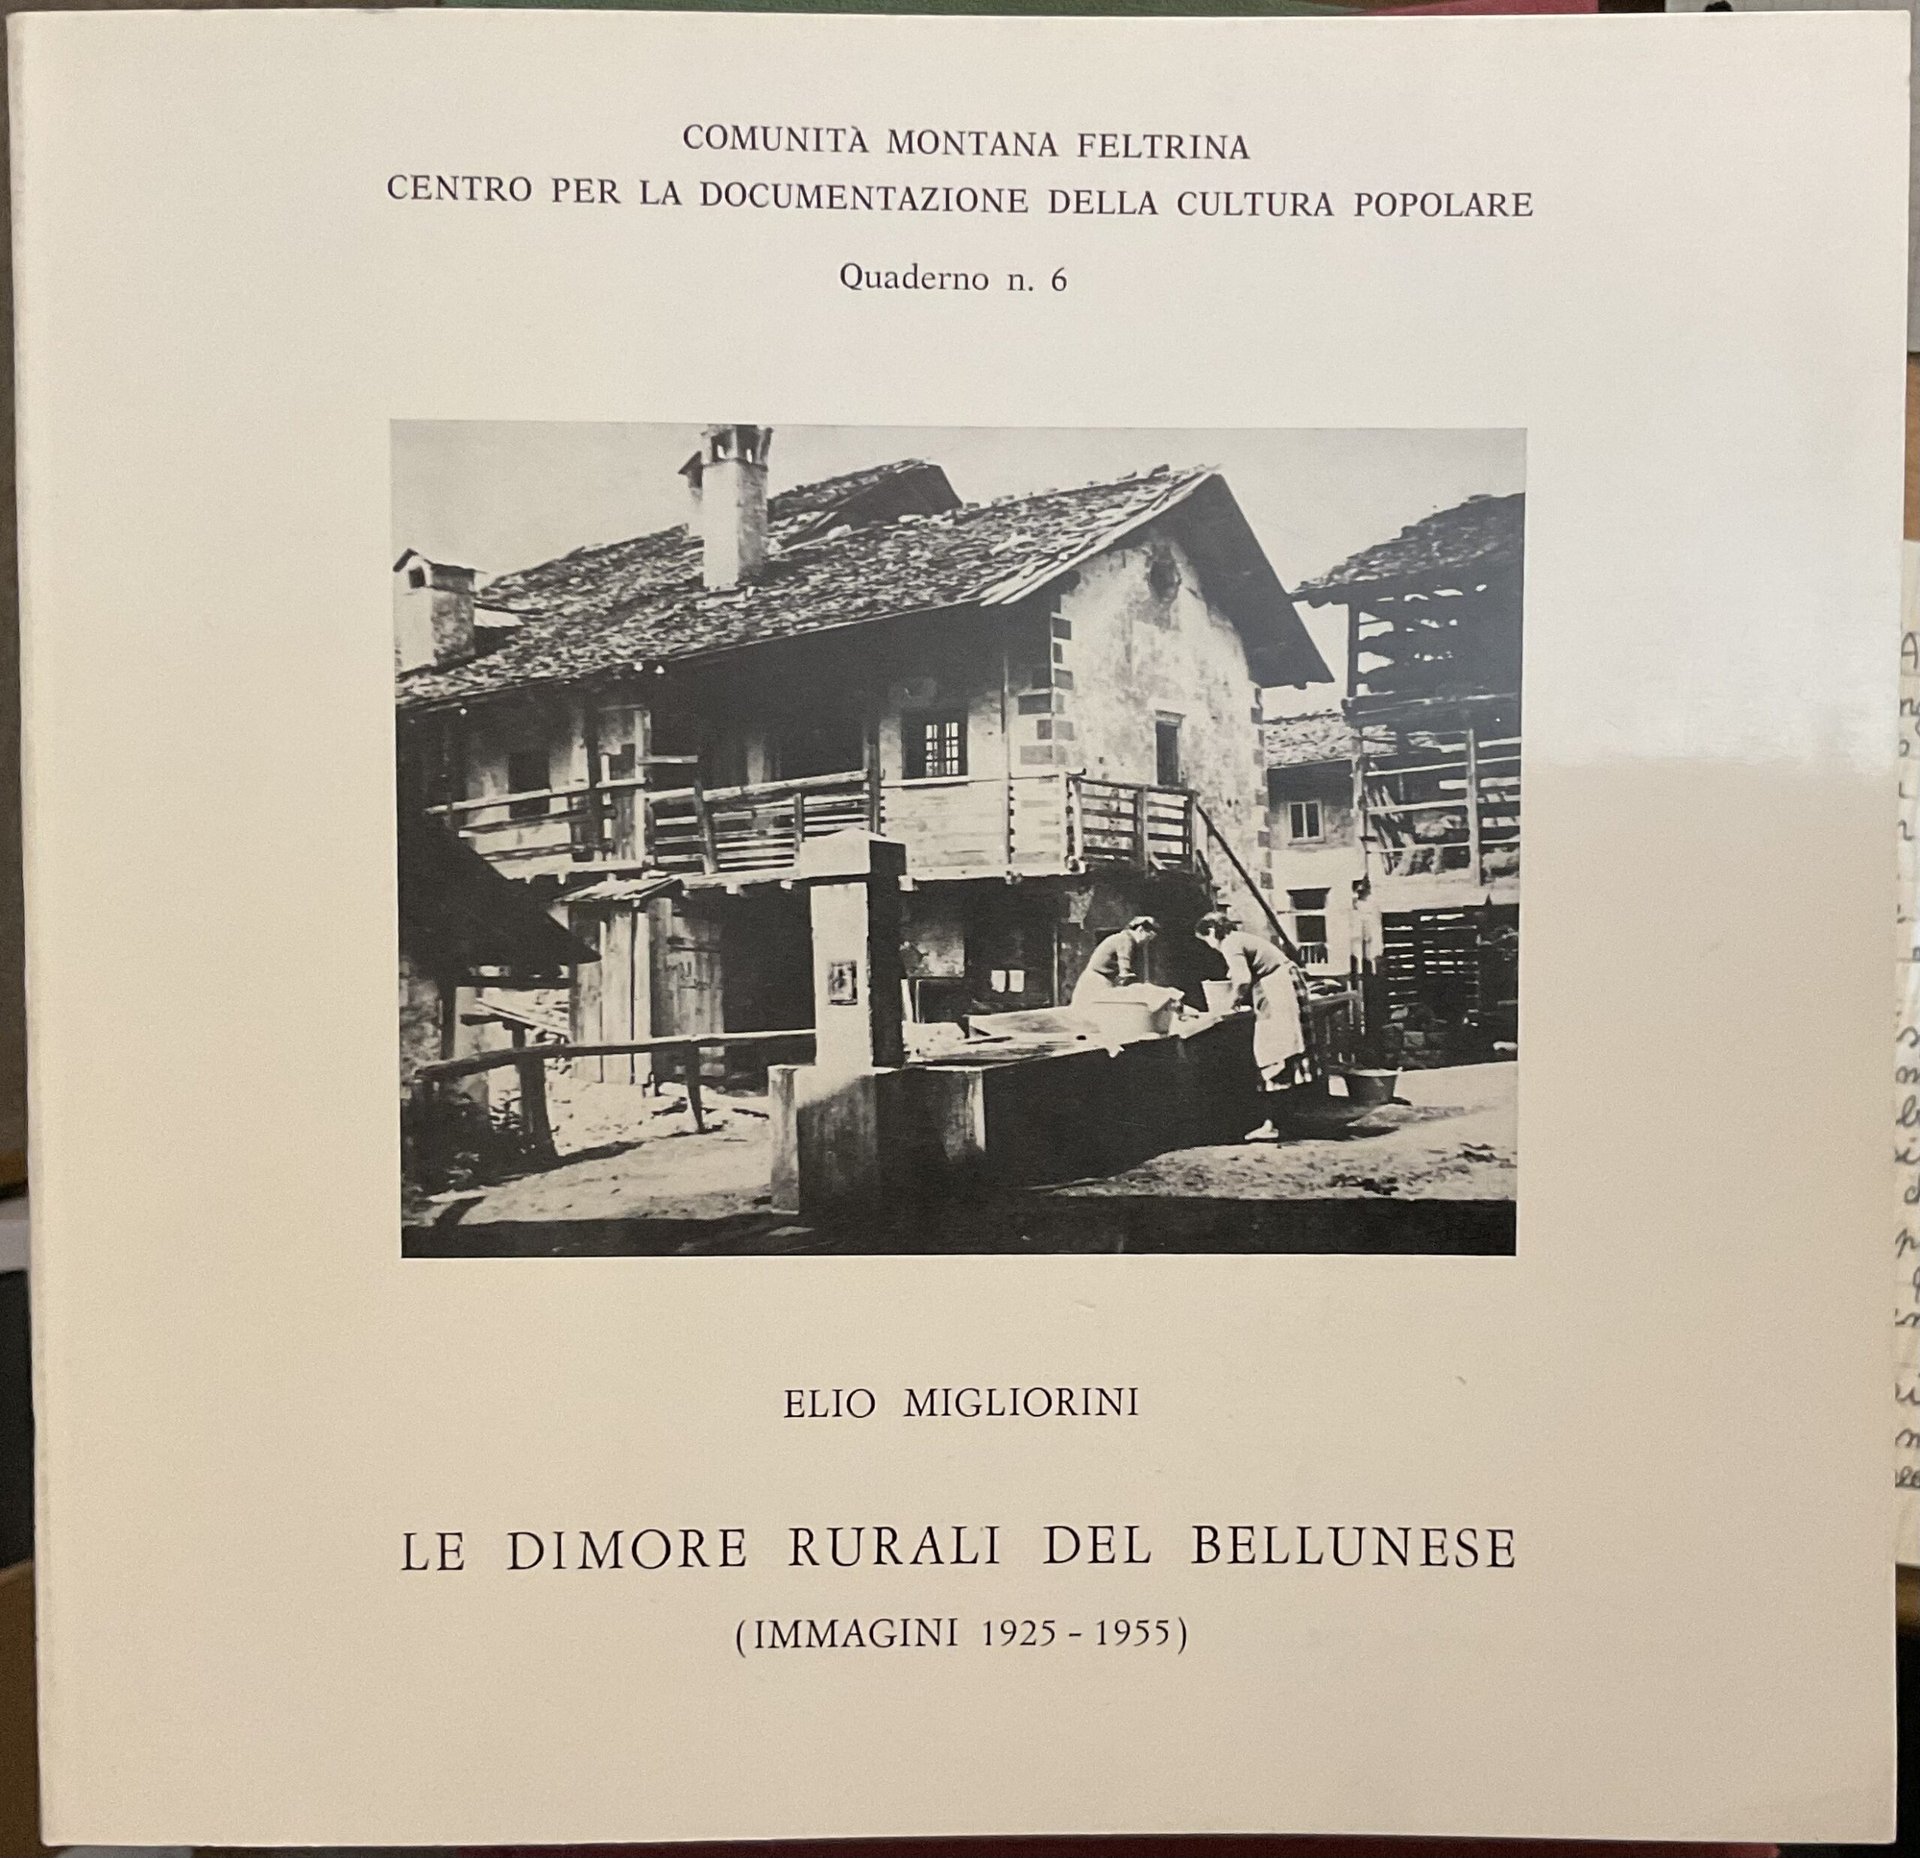 COMUNITÀ MONTANA FELTRINA
CENTRO PER LA DOCUMENTAZIONE DELLA CULTURA POPOLARE
Quaderno n. 6
ELIO MIGLIORINI
LE DIMORE RURALI DEL BELLUNESE
(IMMAGINI 1925 - 1955)